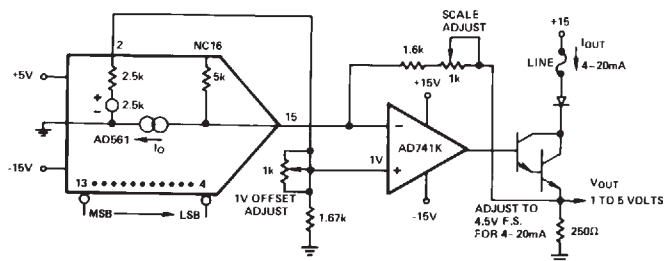 +15
SCALE
ADJUST
IOUT
4-20mA
LINE
2
NC16
1.6k
1k
+15V
+5V
2.5k
5k
+
-
2.5k
15
AD561
IO
-
AD741K
1V
+
-15V
1k
1V OFFSET
ADJUST
13
4
MSB
LSB
1.67k
-15V
VOUT
1 TO 5 VOLTS
ADJUST TO
4.5V F.S.
FOR 4-20mA
250Ω